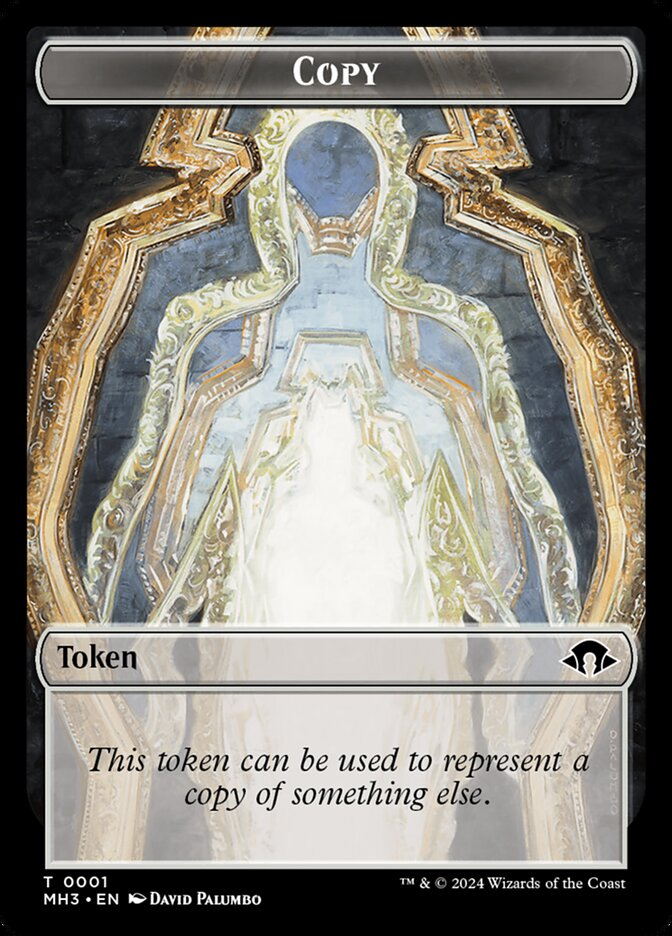 Copy
Token
This token can be used to represent a
copy of something else.
T 0001
MH3 • EN David Palumbo
™ & © 2024 Wizards of the Coast